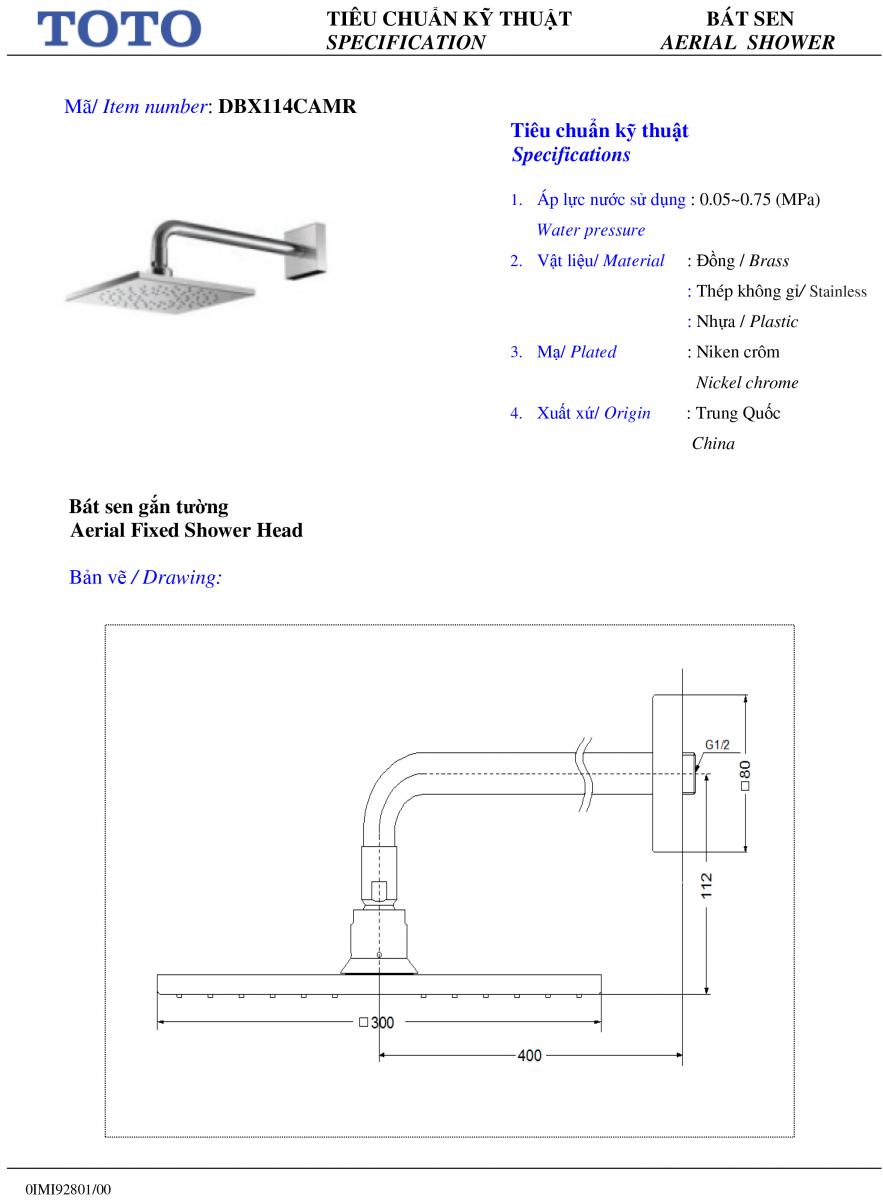 TOTO
TIÊU CHUẨN KỸ THUẬT
SPECIFICATION
BÁT SEN
AERIAL SHOWER
Mã/ Item number: DBX114CAMR
Tiêu chuẩn kỹ thuật
Specifications
1. Áp lực nước sử dụng : 0.05~0.75 (MPa)
Water pressure
2. Vật liệu/ Material : Đồng / Brass
: Thép không gỉ/ Stainless
: Nhựa / Plastic
3. Mạ/ Plated : Niken crôm
Nickel chrome
4. Xuất xứ/ Origin : Trung Quốc
China
Bát sen gắn tường
Aerial Fixed Shower Head
Bản vẽ / Drawing:
G1/2
□80
112
□300
400
0IMI92801/00